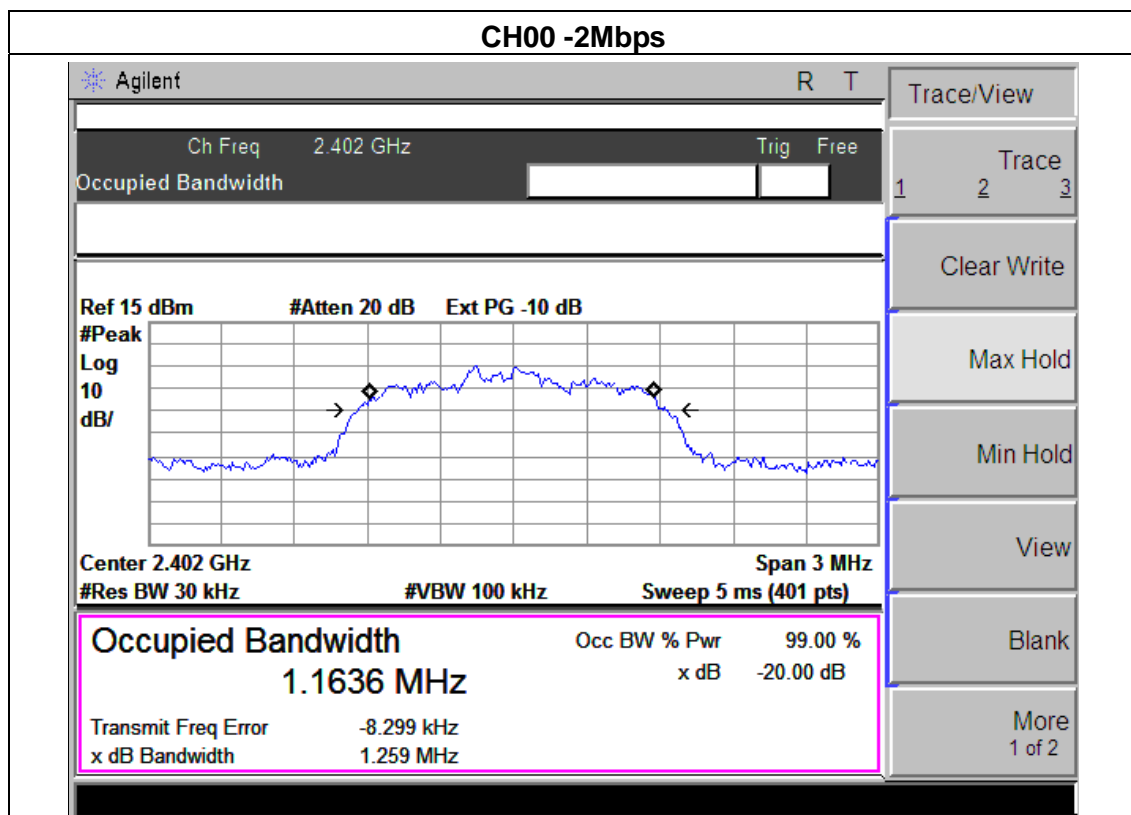 CH00 -2Mbps
Agilent R T
Trace/View
Ch Freq 2.402 GHz Trig Free
Occupied Bandwidth
Trace
1 2 3
Clear Write
Max Hold
Min Hold
View
Blank
More
1 of 2
Ref 15 dBm #Atten 20 dB Ext PG -10 dB
#Peak
Log
10
dB/
Center 2.402 GHz Span 3 MHz
#Res BW 30 kHz #VBW 100 kHz Sweep 5 ms (401 pts)
Occupied Bandwidth Occ BW % Pwr 99.00 %
1.1636 MHz x dB -20.00 dB
Transmit Freq Error -8.299 kHz
x dB Bandwidth 1.259 MHz